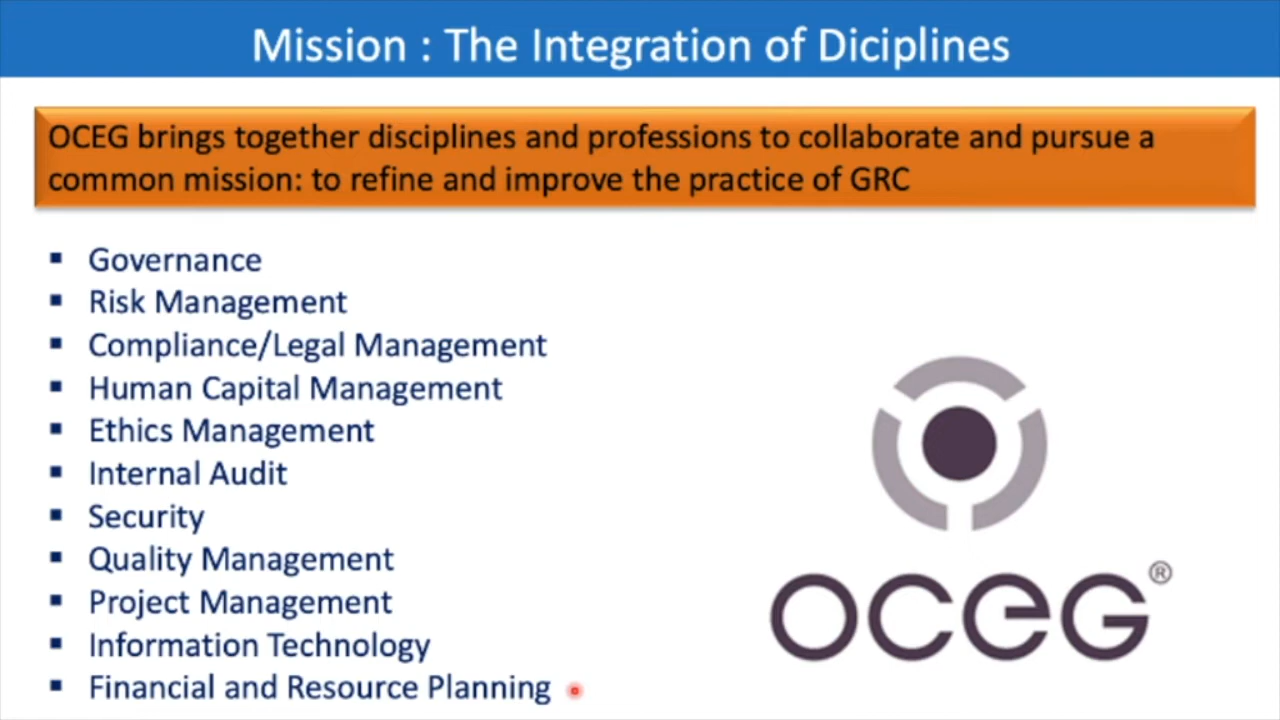 Mission : The Integration of Diciplines
OCEG brings together disciplines and professions to collaborate and pursue a
common mission: to refine and improve the practice of GRC
▪ Governance
▪ Risk Management
▪ Compliance/Legal Management
▪ Human Capital Management
▪ Ethics Management
▪ Internal Audit
▪ Security
▪ Quality Management
▪ Project Management
▪ Information Technology
▪ Financial and Resource Planning
OCEG®